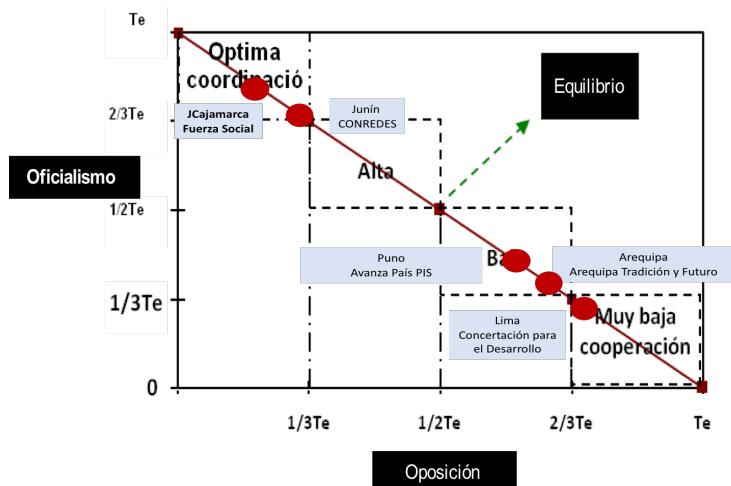 Te
Optima
coordinació
Equilibrio
2/3Te
JCajamarca
Fuerza Social
Junín
CONREDES
Oficialismo
Alta
1/2Te
Puno
Avanza País PIS
Ba
Arequipa
Arequipa Tradición y Futuro
1/3Te
Lima
Concertación para
el Desarrollo
Muy baja
cooperación
0
1/3Te
1/2Te
2/3Te
Te
Oposición